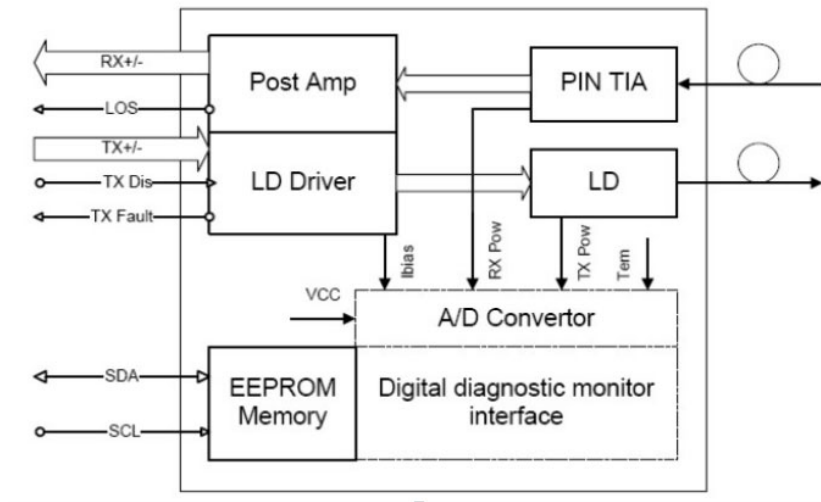 RX+/-
Post Amp
PIN TIA
LOS
TX+/-
TX Dis
LD Driver
LD
TX Fault
Ibias
RX Pow
TX Pow
Tem
VCC
A/D Convertor
SDA
EEPROM
Memory
Digital diagnostic monitor
interface
SCL